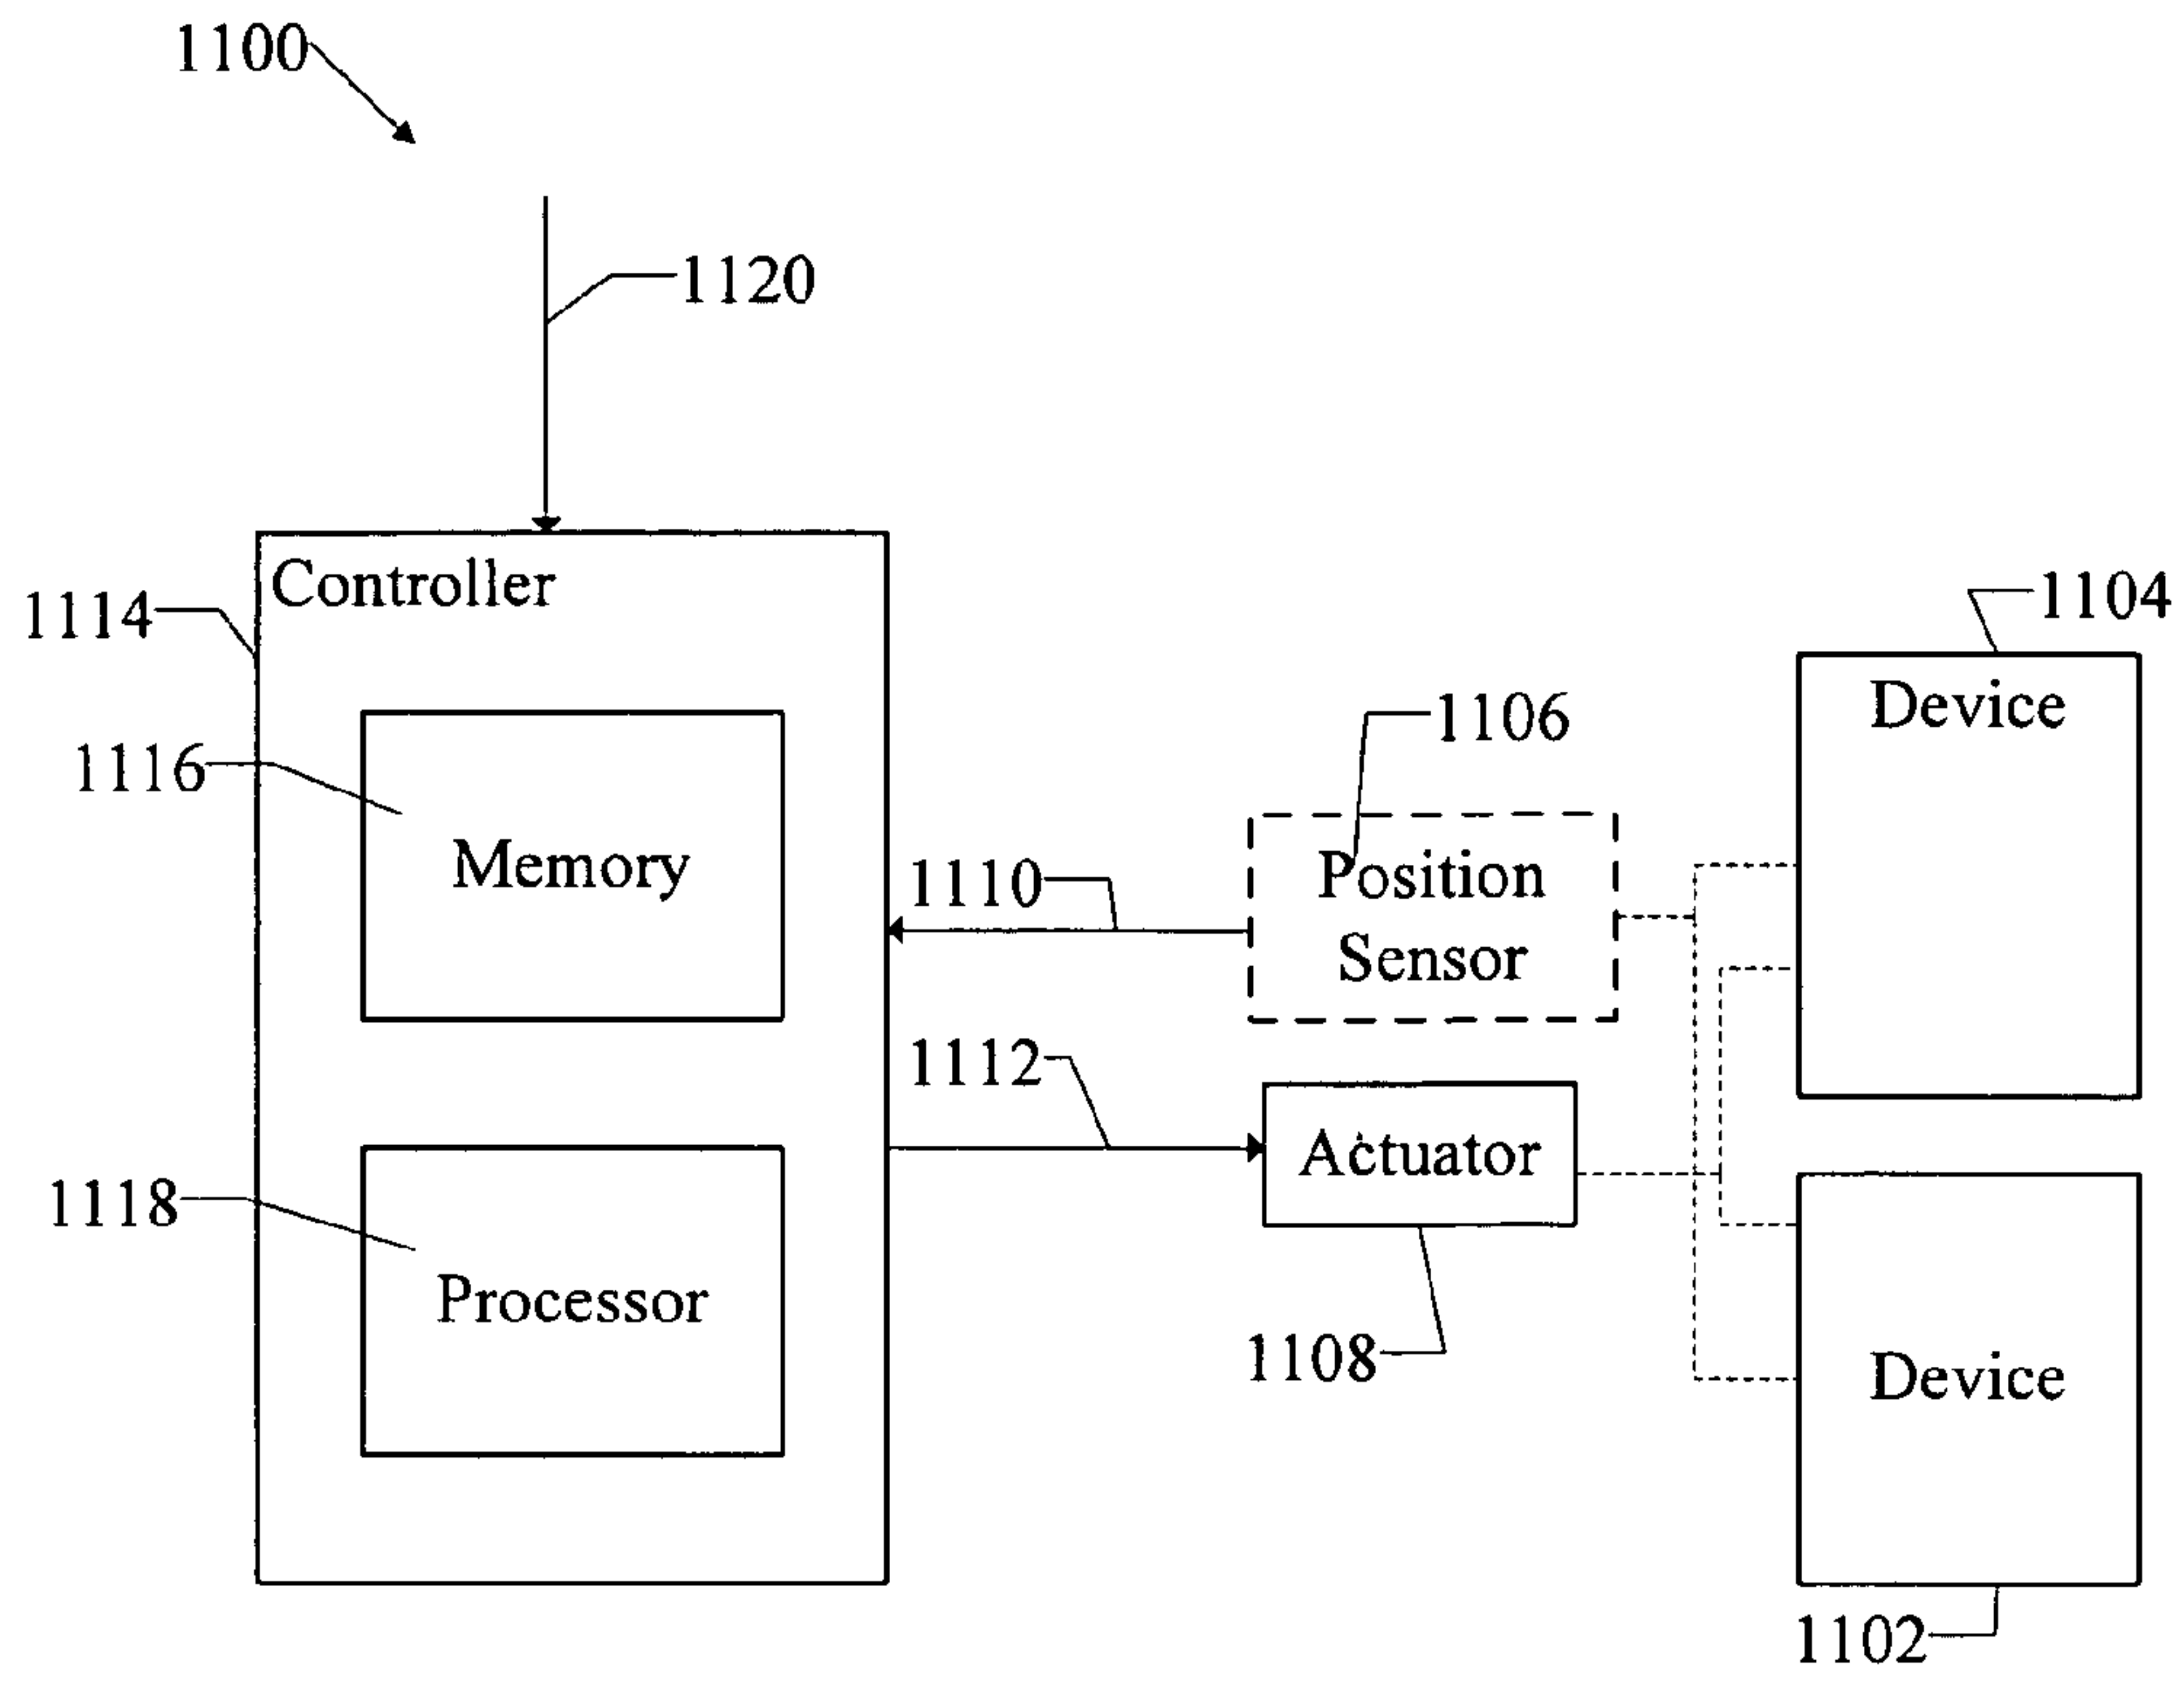 1100
1120
Controller
1114
1104
Device
1106
1116
Memory
Position
Sensor
1110
1112
Actuator
1118
Processor
1108
Device
1102